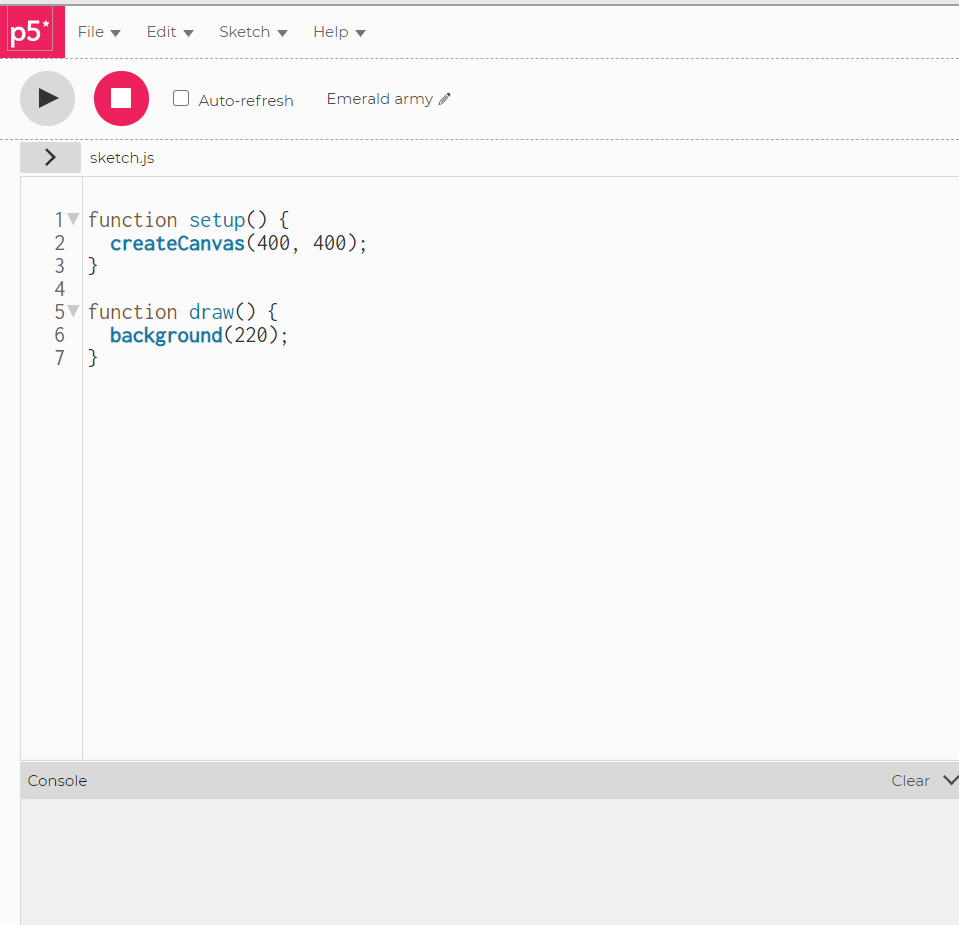 p5*
File Edit Sketch Help
Auto-refresh Emerald army
sketch.js
1 function setup() {
2   createCanvas(400, 400);
3 }
4
5 function draw() {
6   background(220);
7 }
Console Clear